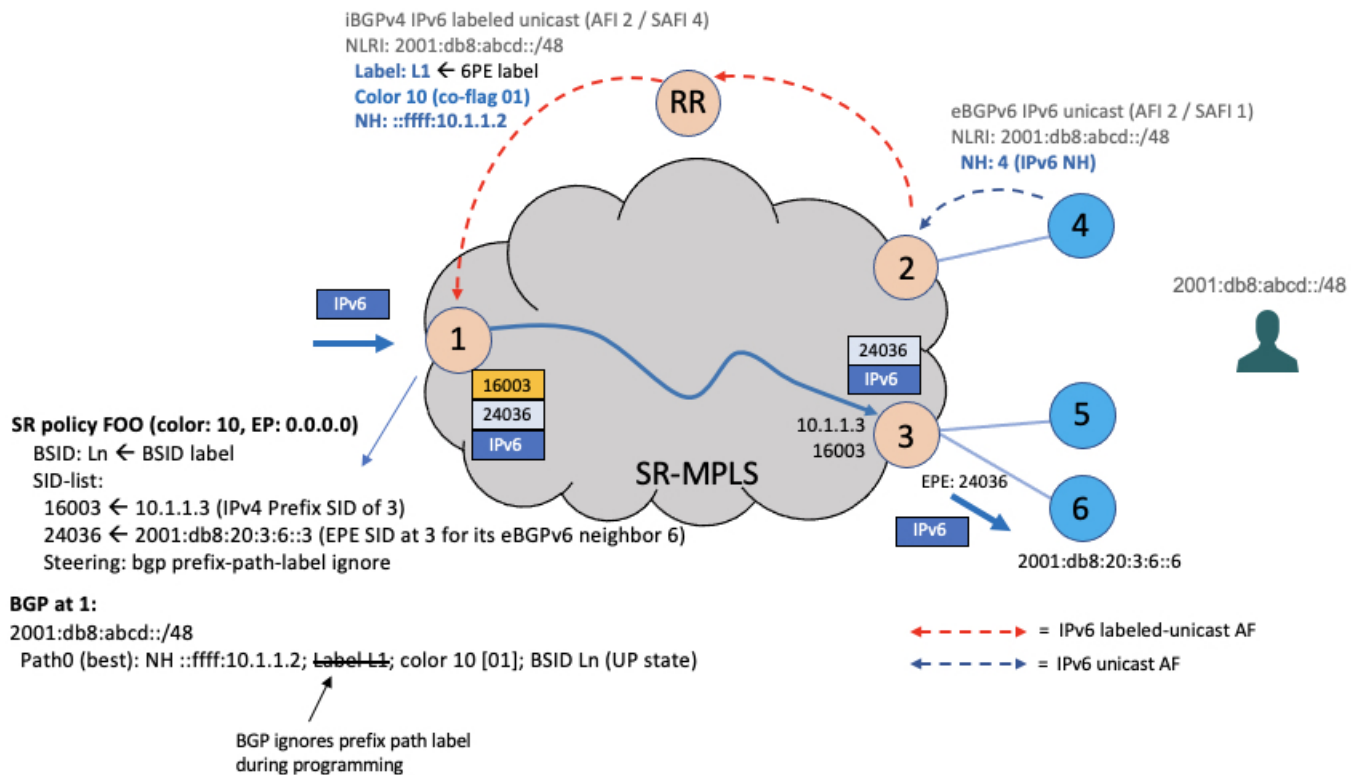 iBGPv4 IPv6 labeled unicast (AFI 2 / SAFI 4)
NLRI: 2001:db8:abcd::/48
Label: L1 ← 6PE label
Color 10 (co-flag 01)
NH: ::ffff:10.1.1.2
RR
eBGPv6 IPv6 unicast (AFI 2 / SAFI 1)
NLRI: 2001:db8:abcd::/48
NH: 4 (IPv6 NH)
4
2
2001:db8:abcd::/48
IPv6
1
16003
24036
IPv6
24036
IPv6
10.1.1.3
16003
3
5
SR-MPLS
EPE: 24036
IPv6
6
2001:db8:20:3:6::6
SR policy FOO (color: 10, EP: 0.0.0.0)
BSID: Ln ← BSID label
SID-list:
16003 ← 10.1.1.3 (IPv4 Prefix SID of 3)
24036 ← 2001:db8:20:3:6::3 (EPE SID at 3 for its eBGPv6 neighbor 6)
Steering: bgp prefix-path-label ignore
BGP at 1:
2001:db8:abcd::/48
Path0 (best): NH ::ffff:10.1.1.2; Label L1; color 10 [01]; BSID Ln (UP state)
BGP ignores prefix path label
during programming
= IPv6 labeled-unicast AF
= IPv6 unicast AF